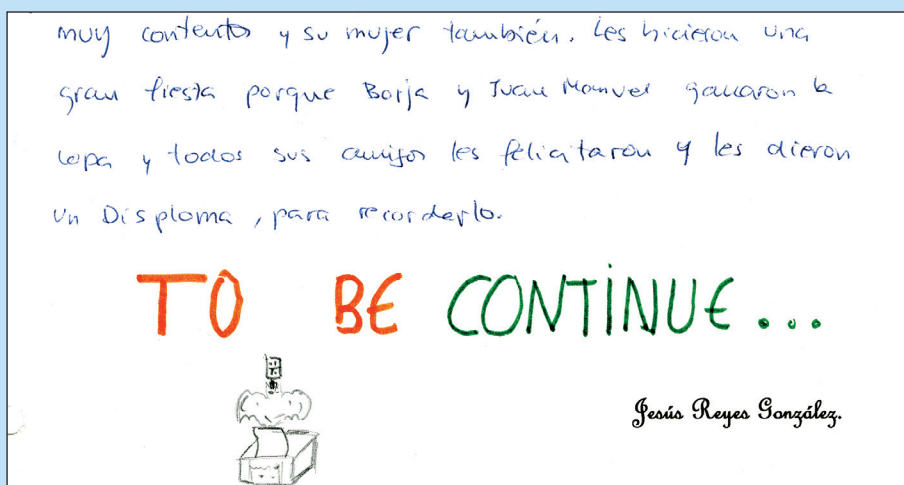 muy contento y su mujer también. Les hicieron una
gran fiesta porque Borja y Juan Manuel ganaron la
copa y todos sus amigos les felicitaron y les dieron
un Disploma, para recorderlo.
TO BE CONTINUE...
Jesús Reyes González.